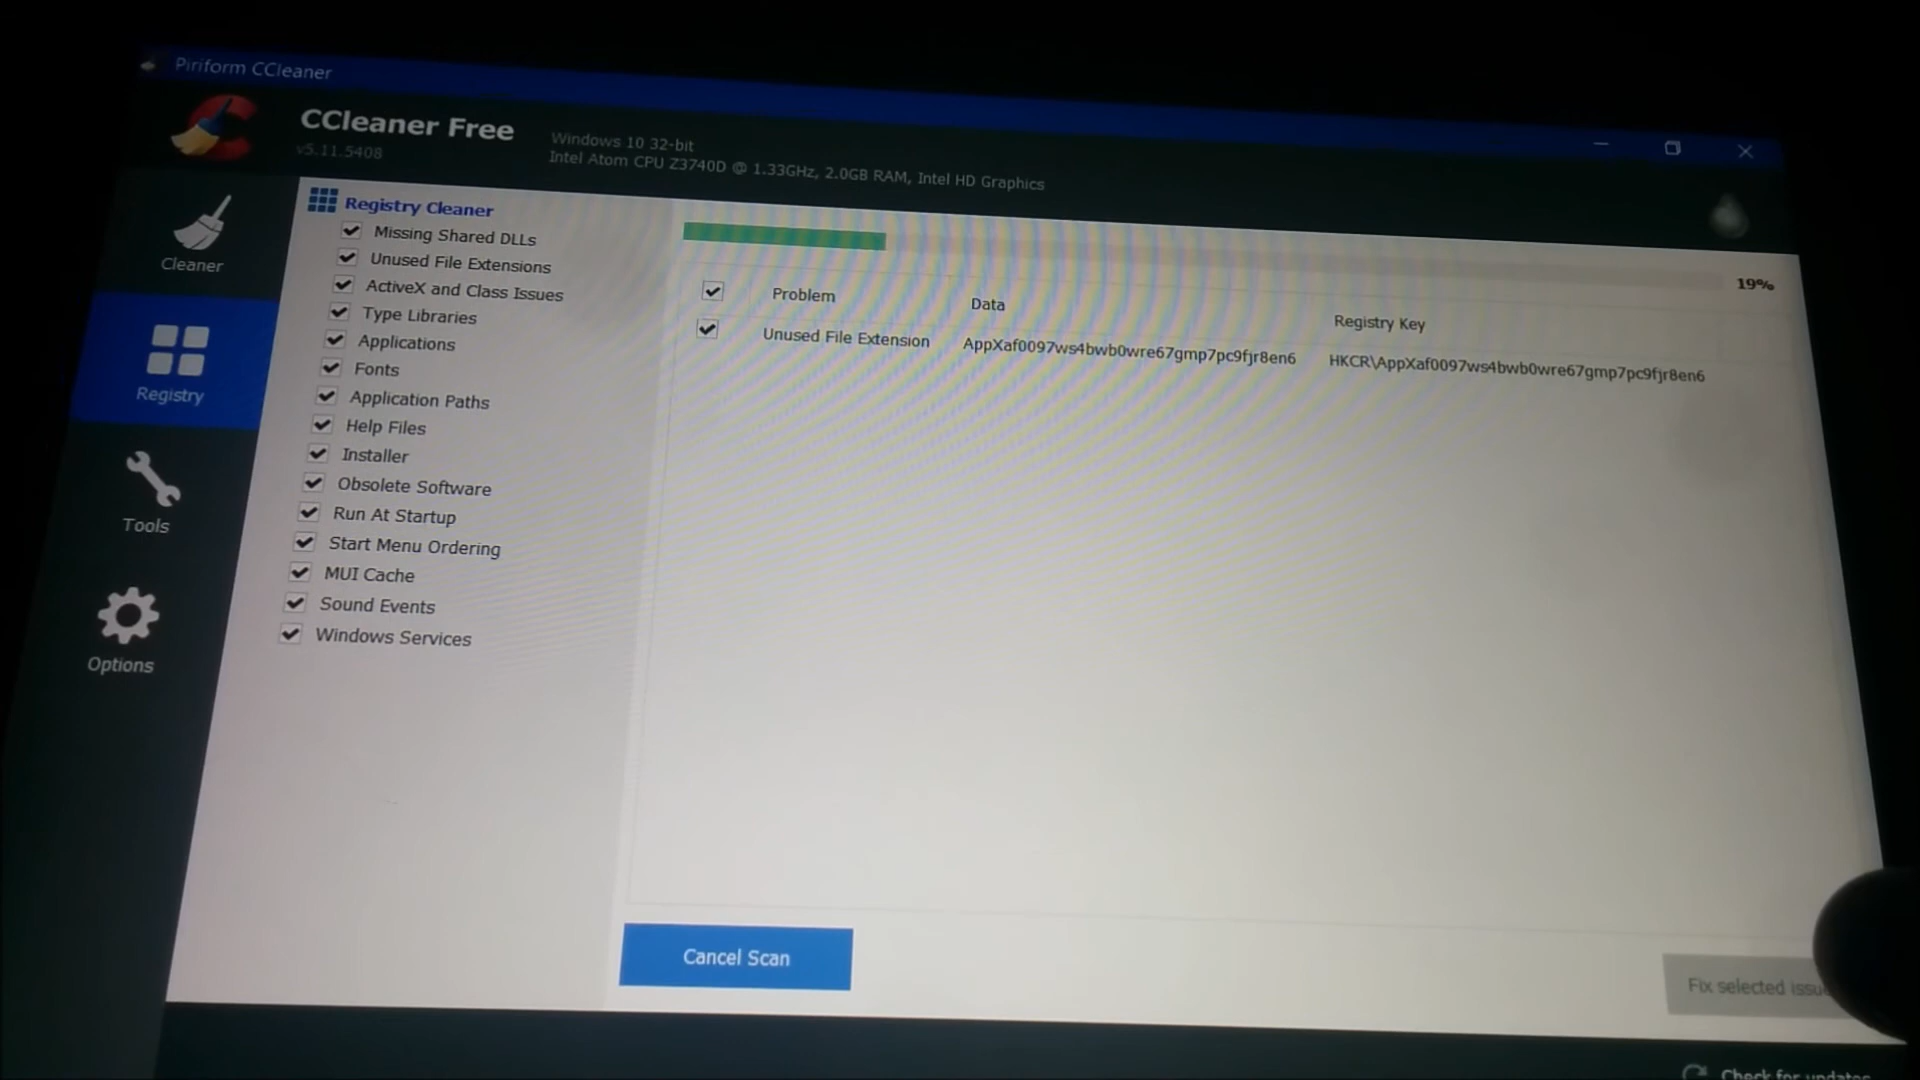 Piriform CCleaner
CCleaner Free
v5.11.5408
Windows 10 32-bit
Intel Atom CPU Z3740D @ 1.33GHz, 2.0GB RAM, Intel HD Graphics
Cleaner
Registry
Tools
Options
Registry Cleaner
Missing Shared DLLs
Unused File Extensions
ActiveX and Class Issues
Type Libraries
Applications
Fonts
Application Paths
Help Files
Installer
Obsolete Software
Run At Startup
Start Menu Ordering
MUI Cache
Sound Events
Windows Services
19%
Problem Data Registry Key
Unused File Extension AppXaf0097ws4bwb0wre67gmp7pc9fjr8en6 HKCR\AppXaf0097ws4bwb0wre67gmp7pc9fjr8en6
Cancel Scan
Fix selected issu
Check for updates